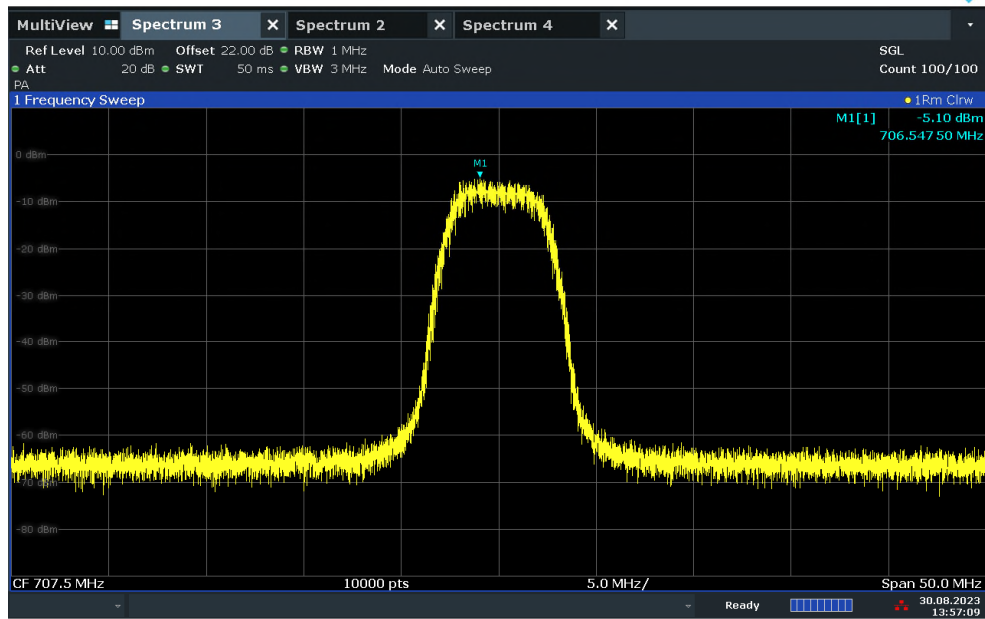 MultiView Spectrum 3 X Spectrum 2 X Spectrum 4 X
Ref Level 10.00 dBm Offset 22.00 dB RBW 1 MHz SGL
Att 20 dB SWT 50 ms VBW 3 MHz Mode Auto Sweep Count 100/100
PA
1 Frequency Sweep 1Rm Clrw
M1[1] -5.10 dBm
706.547 50 MHz
0 dBm
M1
-10 dBm
-20 dBm
-30 dBm
-40 dBm
-50 dBm
-60 dBm
-70 dBm
-80 dBm
CF 707.5 MHz 10000 pts 5.0 MHz/ Span 50.0 MHz
Ready 30.08.2023
13:57:09